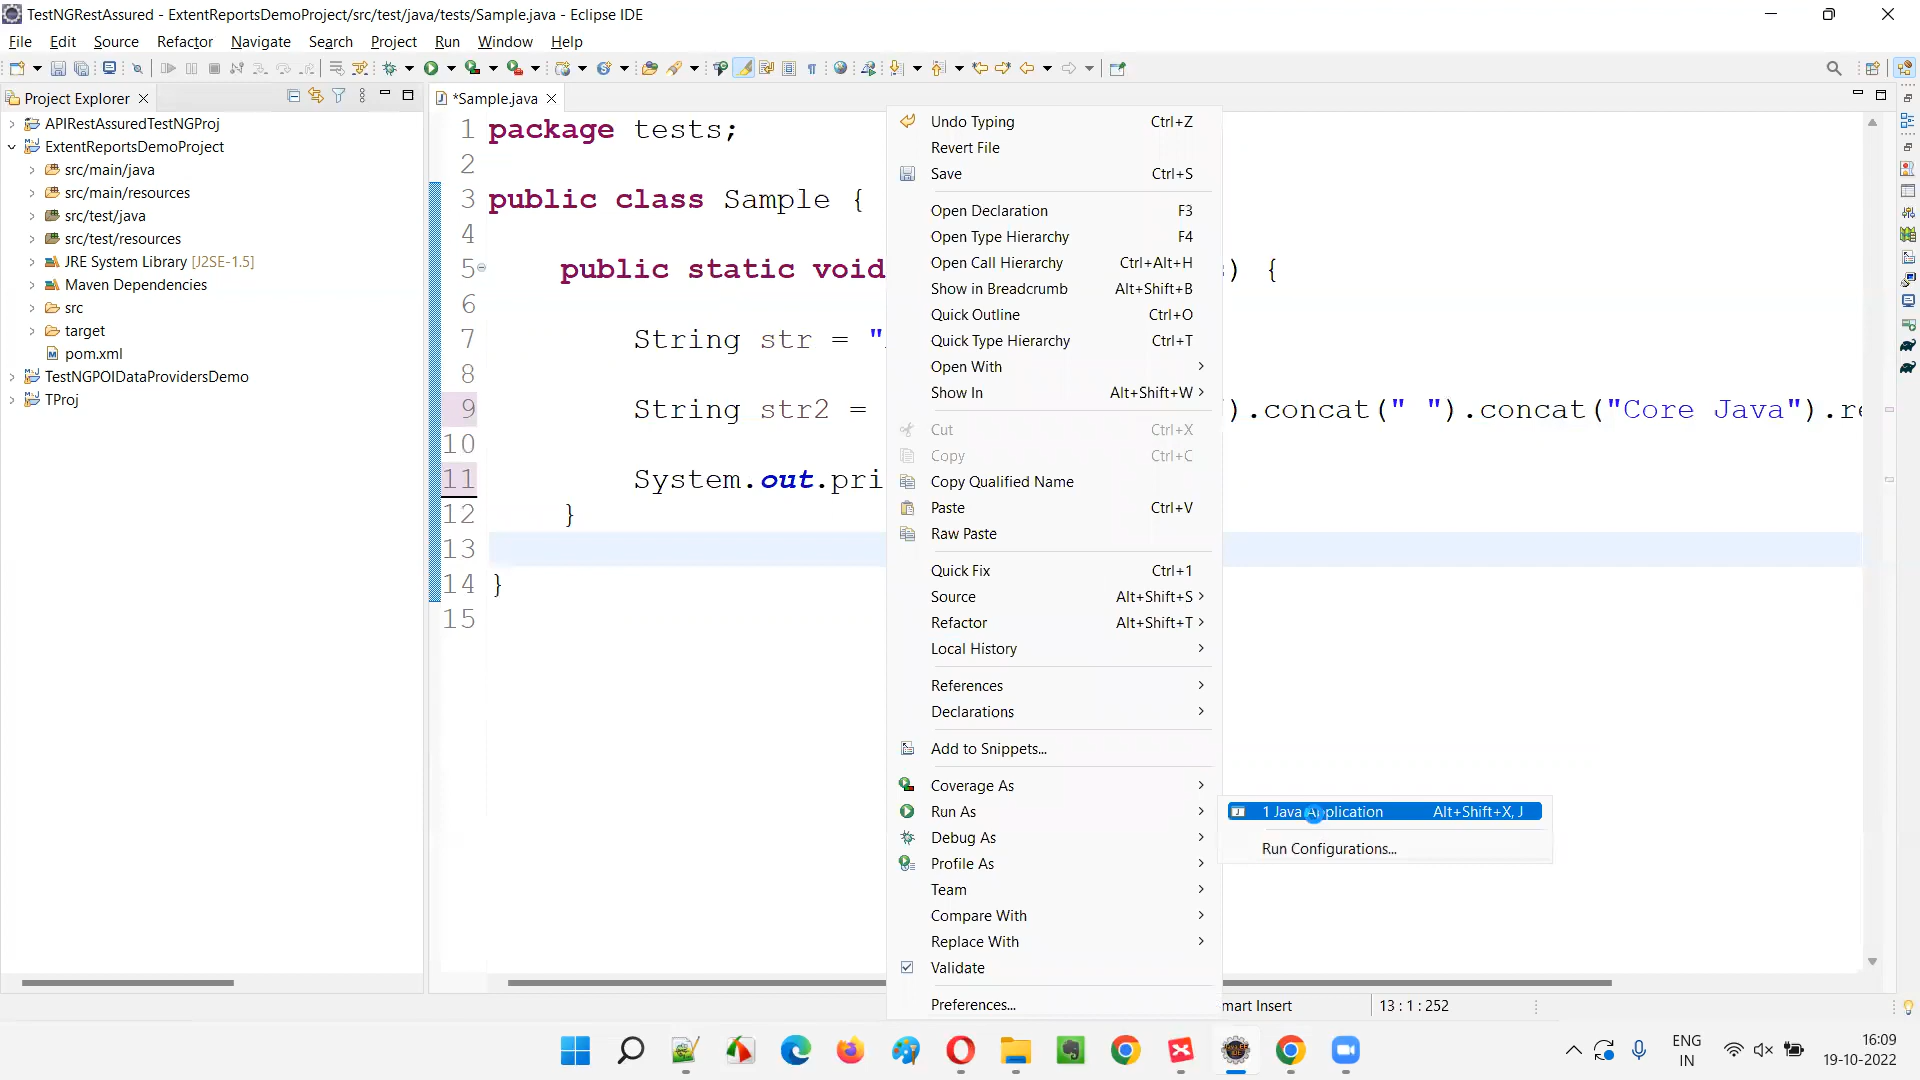 TestNGRestAssured - ExtentReportsDemoProject/src/test/java/tests/Sample.java - Eclipse IDE
File Edit Source Refactor Navigate Search Project Run Window Help
Project Explorer
APIRestAssuredTestNGProj
ExtentReportsDemoProject
src/main/java
src/main/resources
src/test/java
src/test/resources
JRE System Library [J2SE-1.5]
Maven Dependencies
src
target
pom.xml
TestNGPOIDataProvidersDemo
TProj
*Sample.java
1 package tests;
2
3 public class Sample {
4
5 public static void ) {
6
7 String str = "
8
9 String str2 = ).concat(" ").concat("Core Java").re
10
11 System.out.pri
12 }
13
14 }
15
Undo Typing Ctrl+Z
Revert File
Save Ctrl+S
Open Declaration F3
Open Type Hierarchy F4
Open Call Hierarchy Ctrl+Alt+H
Show in Breadcrumb Alt+Shift+B
Quick Outline Ctrl+O
Quick Type Hierarchy Ctrl+T
Open With
Show In Alt+Shift+W
Cut Ctrl+X
Copy Ctrl+C
Copy Qualified Name
Paste Ctrl+V
Raw Paste
Quick Fix Ctrl+1
Source Alt+Shift+S
Refactor Alt+Shift+T
Local History
References
Declarations
Add to Snippets...
Coverage As
Run As
Debug As
Profile As
Team
Compare With
Replace With
Validate
Preferences...
1 Java Application Alt+Shift+X, J
Run Configurations...
mart Insert 13 : 1 : 252
ENG
IN
16:09
19-10-2022